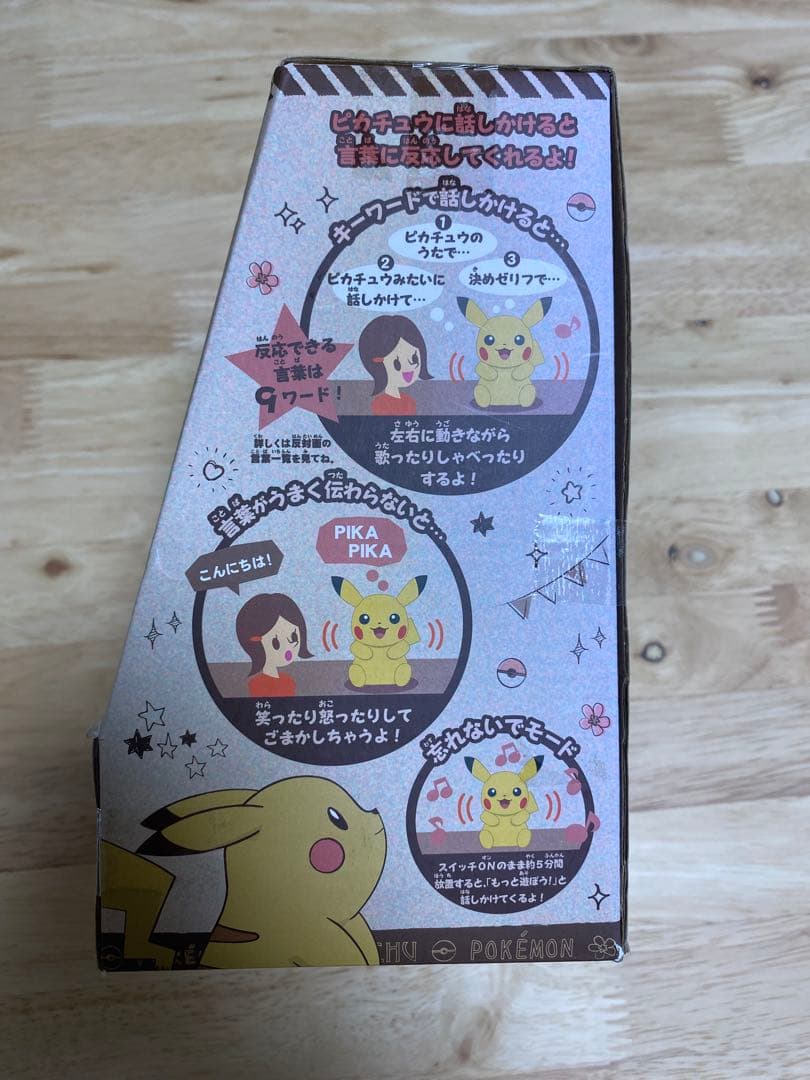 ピカチュウに話しかけると
言葉に反応してくれるよ！
キーワードで話しかけると…
❶
ピカチュウの
うたで…
❷
ピカチュウみたいに
話しかけて…
❸
決めゼリフで…
反応できる
言葉は
9ワード！
詳しくは反対面の
言葉一覧を見てね。
左右に動きながら
歌ったりしゃべったり
するよ！
言葉がうまく伝わらないと…
こんにちは！
PIKA
PIKA
笑ったり怒ったりして
ごまかしちゃうよ！
忘れないでモード
スイッチONのまま約5分間
放置すると、「もっと遊ぼう!」と
話しかけてくるよ！
CHU POKÉMON